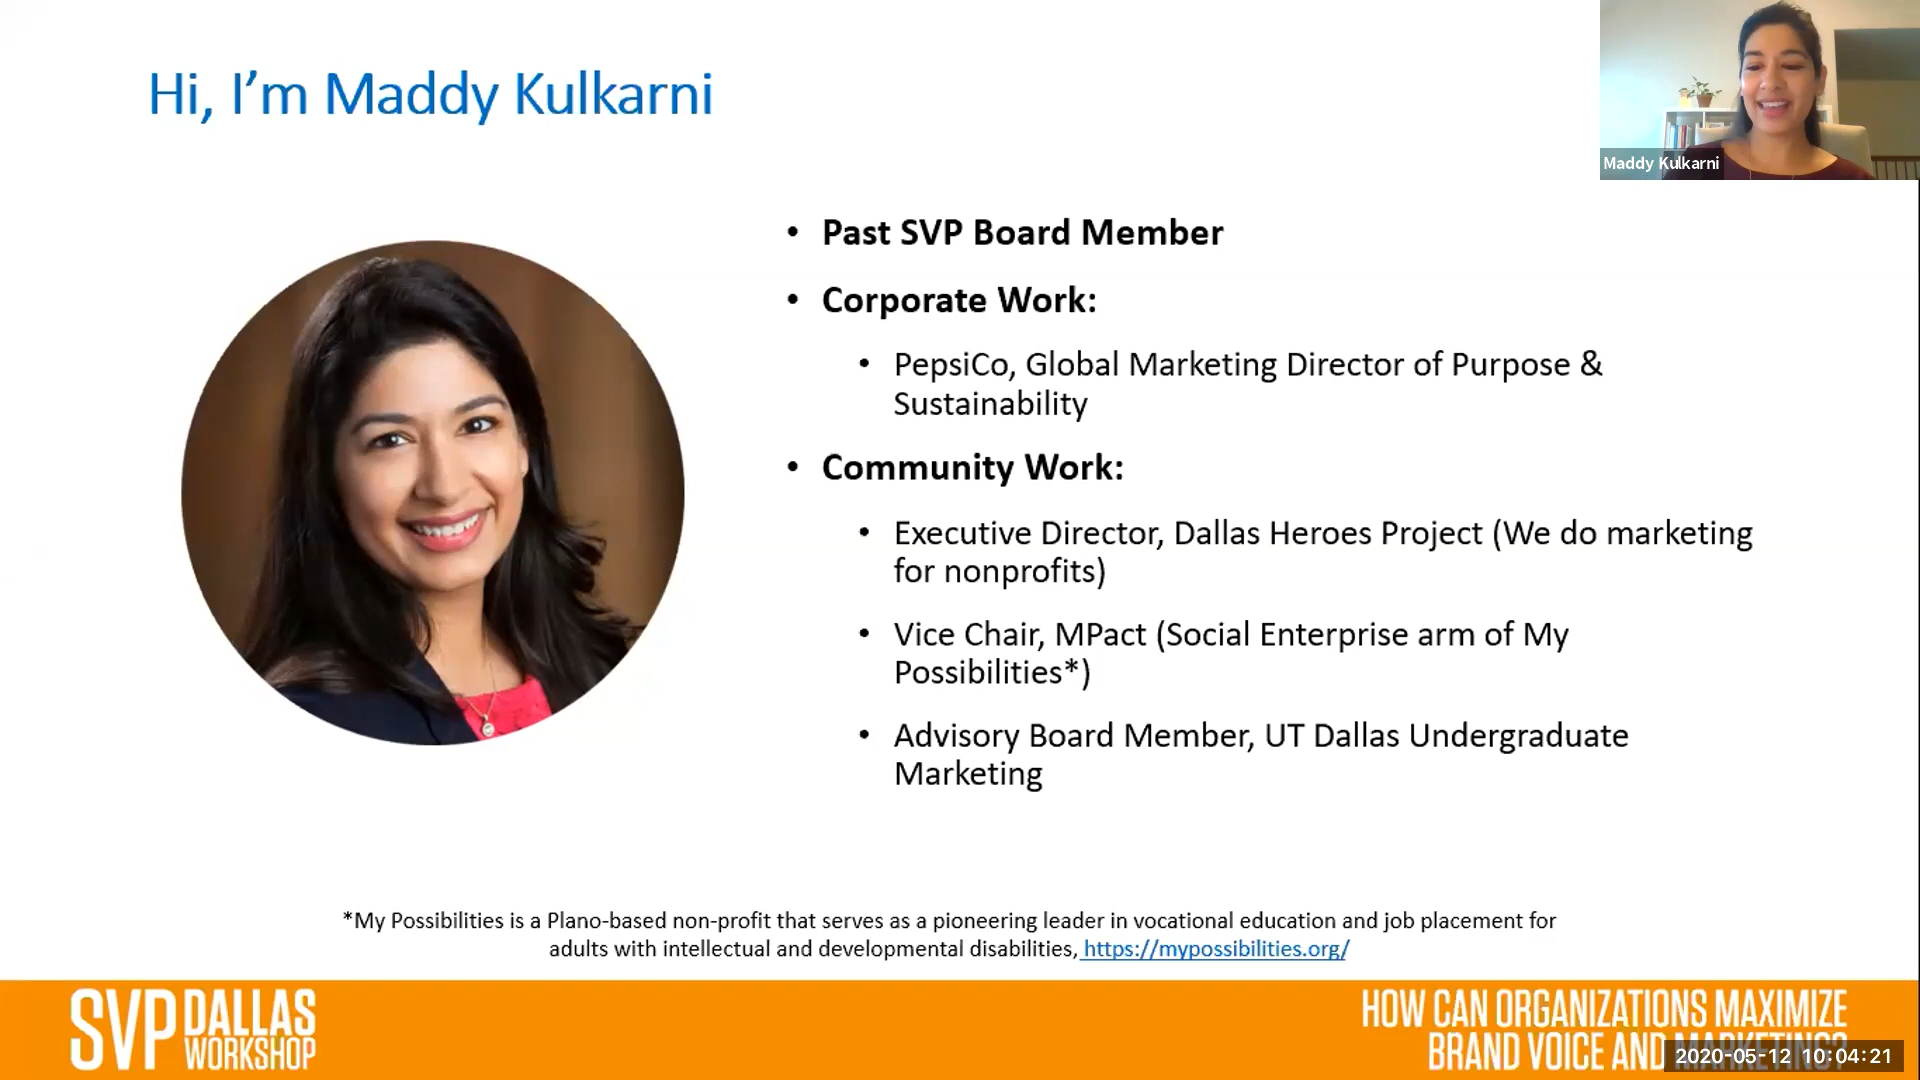 Hi, I’m Maddy Kulkarni
Maddy Kulkarni
• Past SVP Board Member
• Corporate Work:
• PepsiCo, Global Marketing Director of Purpose &
Sustainability
• Community Work:
• Executive Director, Dallas Heroes Project (We do marketing
for nonprofits)
• Vice Chair, MPact (Social Enterprise arm of My
Possibilities*)
• Advisory Board Member, UT Dallas Undergraduate
Marketing
*My Possibilities is a Plano-based non-profit that serves as a pioneering leader in vocational education and job placement for
adults with intellectual and developmental disabilities, https://mypossibilities.org/
SVP DALLAS
WORKSHOP
HOW CAN ORGANIZATIONS MAXIMIZE
BRAND VOICE AND MARKETING?
2020-05-12 10:04:21